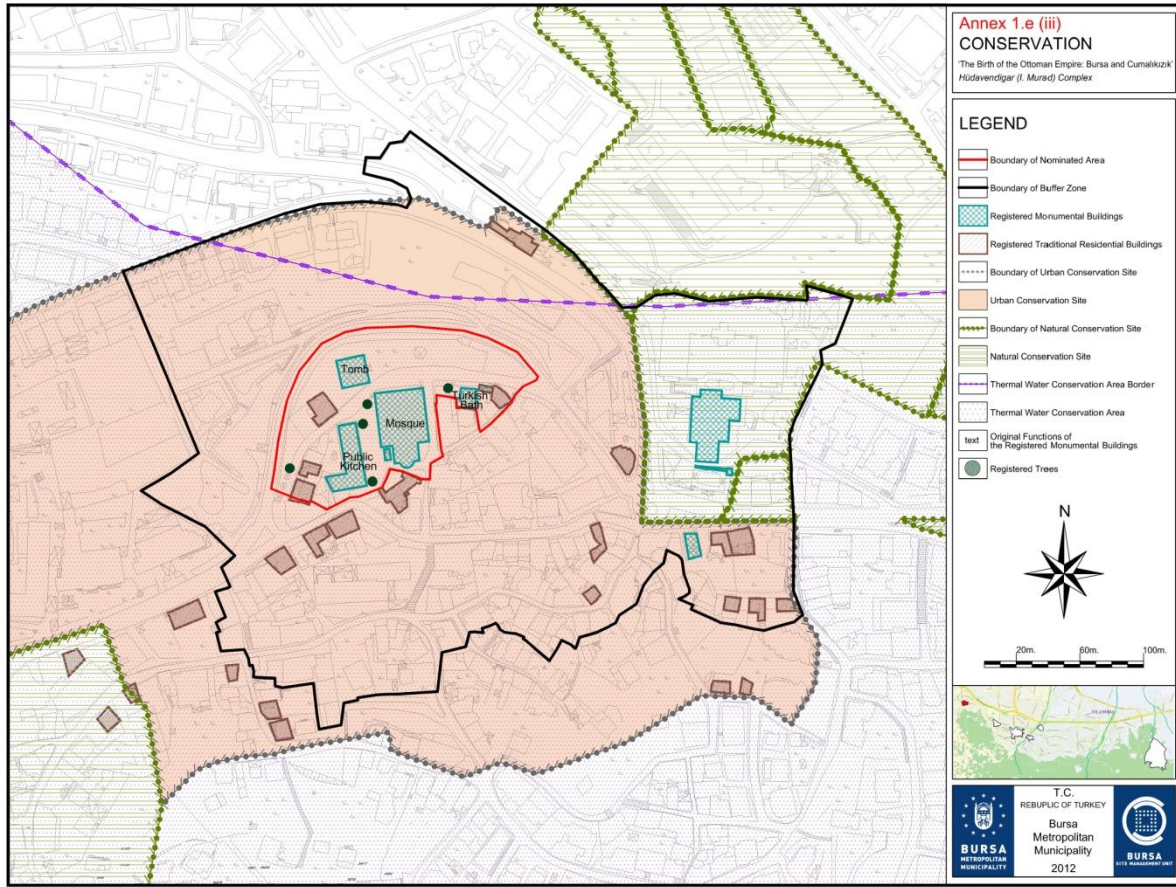 Annex 1.e (iii)
CONSERVATION
'The Birth of the Ottoman Empire: Bursa and Cumalıkızık'
Hüdavendigar (I. Murad) Complex
LEGEND
Boundary of Nominated Area
Boundary of Buffer Zone
Registered Monumental Buildings
Registered Traditional Residential Buildings
Boundary of Urban Conservation Site
Urban Conservation Site
Boundary of Natural Conservation Site
Natural Conservation Site
Thermal Water Conservation Area Border
Thermal Water Conservation Area
text
Original Functions of
the Registered Monumental Buildings
Registered Trees
Tomb
Turkish
Bath
Mosque
Public
Kitchen
N
20m. 60m. 100m.
BURSA
METROPOLITAN
MUNICIPALITY
T.C.
REBUPLIC OF TURKEY
Bursa
Metropolitan
Municipality
2012
BURSA
SITE MANAGEMENT UNIT